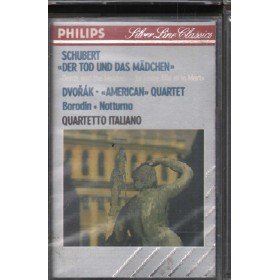 PHILIPS Silver Line Classics
SCHUBERT
»DER TOD UND DAS MÄDCHEN«
DVOŘÁK - »AMERICAN» QUARTET
Borodin • Notturno
QUARTETTO ITALIANO